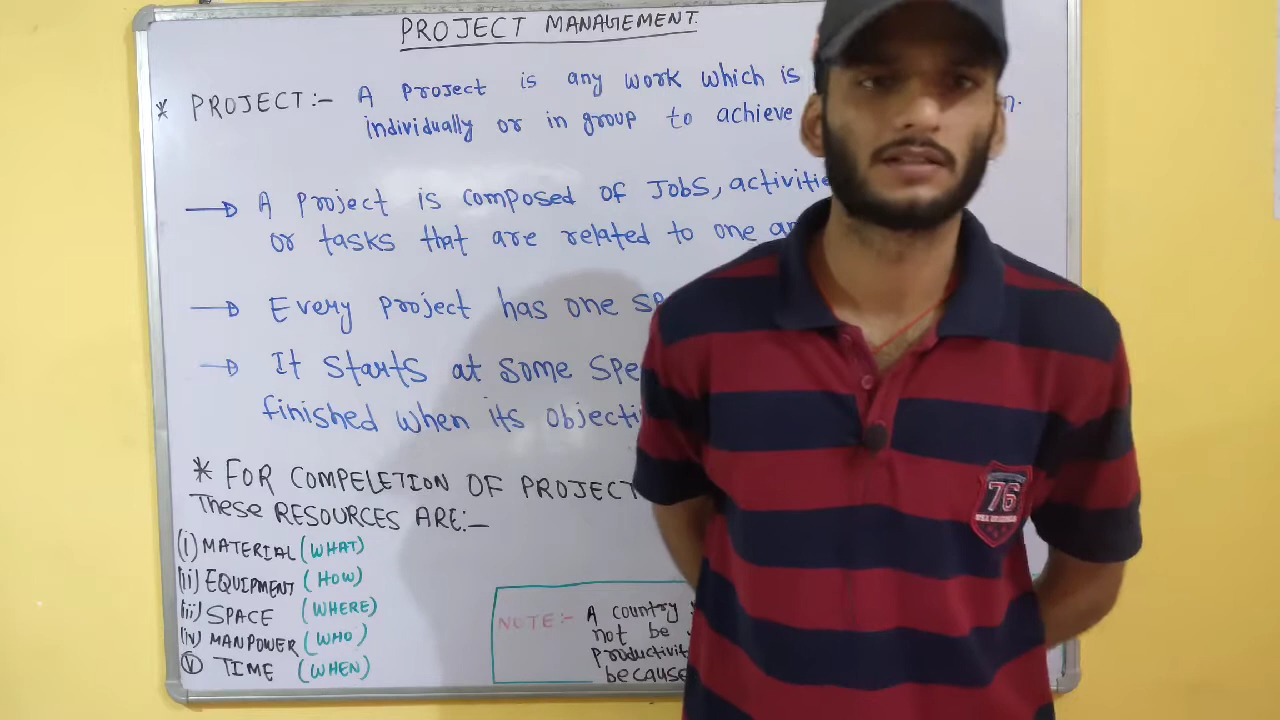 PROJECT MANAGEMENT
* PROJECT:- A project is any work which is
individually or in group to achieve n.
→ A project is composed of Jobs, activitie
or tasks that are related to one an
→ Every project has one sp
→ It starts at some spe
finished when its objecti
* FOR COMPELETION OF PROJECT
These RESOURCES ARE:-
(i) MATERIAL (WHAT)
(ii) EQUIPMENT (HOW)
(iii) SPACE (WHERE)
(iv) MANPOWER (WHO)
(v) TIME (WHEN)
NOTE:- A country
not be
productivit
because
76